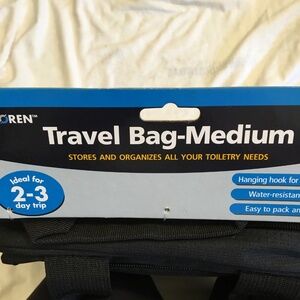 OREN™
Travel Bag-Medium
STORES AND ORGANIZES ALL YOUR TOILETRY NEEDS
Ideal for
2-3
day trip
Hanging hook for
Water-resistan
Easy to pack an